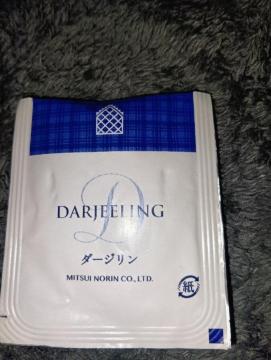 D
DARJEELING
ダージリン
MITSUI NORIN CO., LTD.
紙